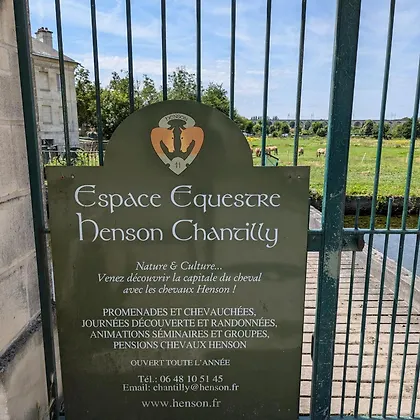 HENSON
11
Espace Equestre
Henson Chantilly
Nature & Culture...
Venez découvrir la capitale du cheval
avec les chevaux Henson !
PROMENADES ET CHEVAUCHÉES,
JOURNÉES DÉCOUVERTE ET RANDONNÉES,
ANIMATIONS SÉMINAIRES ET GROUPES,
PENSIONS CHEVAUX HENSON
OUVERT TOUTE L'ANNÉE
Tél.: 06 48 10 51 45
Email: chantilly@henson.fr
www.henson.fr